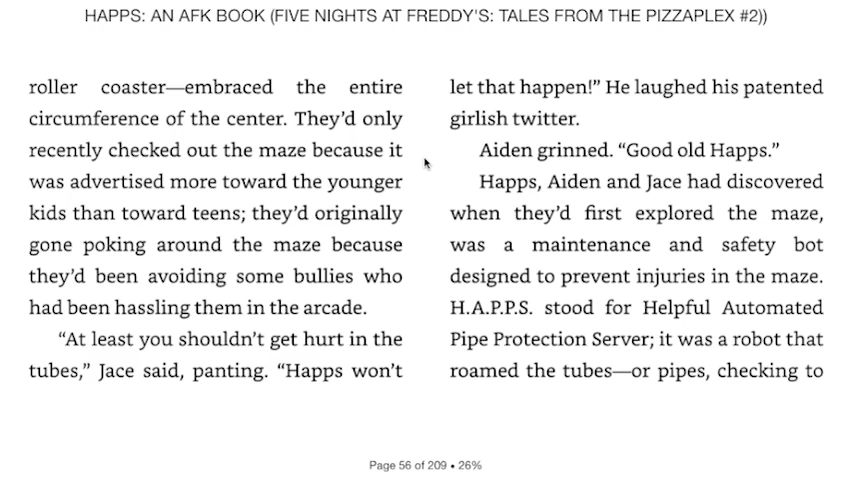 HAPPS: AN AFK BOOK (FIVE NIGHTS AT FREDDY'S: TALES FROM THE PIZZAPLEX #2))
roller coaster—embraced the entire
circumference of the center. They’d only
recently checked out the maze because it
was advertised more toward the younger
kids than toward teens; they’d originally
gone poking around the maze because
they’d been avoiding some bullies who
had been hassling them in the arcade.
“At least you shouldn’t get hurt in the
tubes,” Jace said, panting. “Happs won’t
let that happen!” He laughed his patented
girlish twitter.
Aiden grinned. “Good old Happs.”
Happs, Aiden and Jace had discovered
when they’d first explored the maze,
was a maintenance and safety bot
designed to prevent injuries in the maze.
H.A.P.P.S. stood for Helpful Automated
Pipe Protection Server; it was a robot that
roamed the tubes—or pipes, checking to
Page 56 of 209 • 26%